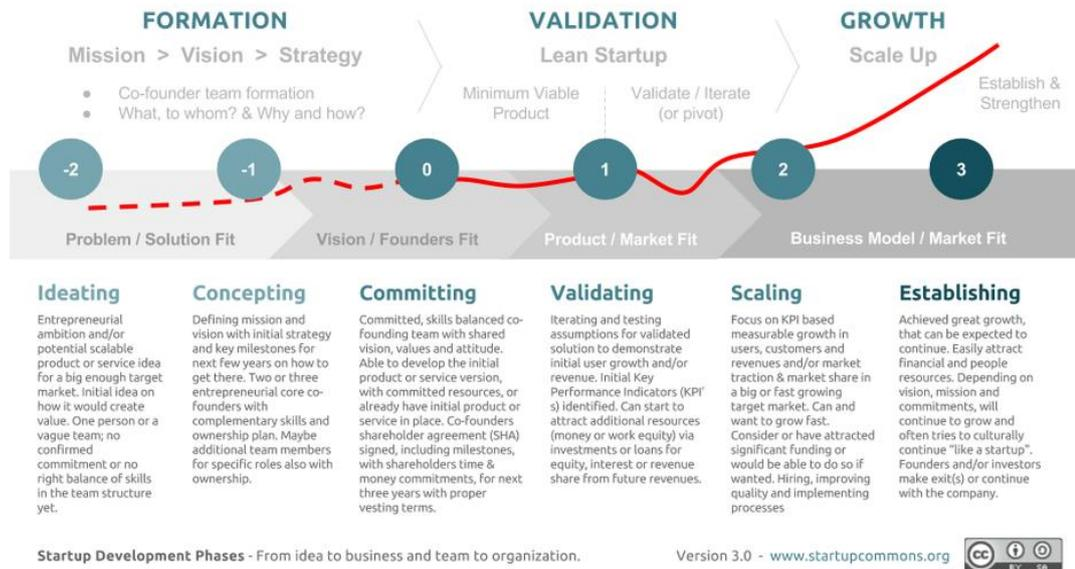 FORMATION
VALIDATION
GROWTH
Mission > Vision > Strategy
Lean Startup
Scale Up
● Co-founder team formation
● What, to whom? & Why and how?
Minimum Viable
Product
Validate / Iterate
(or pivot)
Establish &
Strengthen
-2
-1
0
1
2
3
Problem / Solution Fit
Vision / Founders Fit
Product / Market Fit
Business Model / Market Fit
Ideating
Entrepreneurial
ambition and/or
potential scalable
product or service idea
for a big enough target
market. Initial idea on
how it would create
value. One person or a
vague team; no
confirmed
commitment or no
right balance of skills
in the team structure
yet.
Concepting
Defining mission and
vision with initial strategy
and key milestones for
next few years on how to
get there. Two or three
entrepreneurial core co-
founders with
complementary skills and
ownership plan. Maybe
additional team members
for specific roles also with
ownership.
Committing
Committed, skills balanced co-
founding team with shared
vision, values and attitude.
Able to develop the initial
product or service version,
with committed resources, or
already have initial product or
service in place. Co-founders
shareholder agreement (SHA)
signed, including milestones,
with shareholders time &
money commitments, for next
three years with proper
vesting terms.
Validating
Iterating and testing
assumptions for validated
solution to demonstrate
initial user growth and/or
revenue. Initial Key
Performance Indicators (KPI'
s) identified. Can start to
attract additional resources
(money or work equity) via
investments or loans for
equity, interest or revenue
share from future revenues.
Scaling
Focus on KPI based
measurable growth in
users, customers and
revenues and/or market
traction & market share in
a big or fast growing
target market. Can and
want to grow fast.
Consider or have attracted
significant funding or
would be able to do so if
wanted. Hiring, improving
quality and implementing
processes
Establishing
Achieved great growth,
that can be expected to
continue. Easily attract
financial and people
resources. Depending on
vision, mission and
commitments, will
continue to grow and
often tries to culturally
continue "like a startup".
Founders and/or investors
make exit(s) or continue
with the company.
Startup Development Phases - From idea to business and team to organization.
Version 3.0 - www.startupcommons.org
cc
BY SA